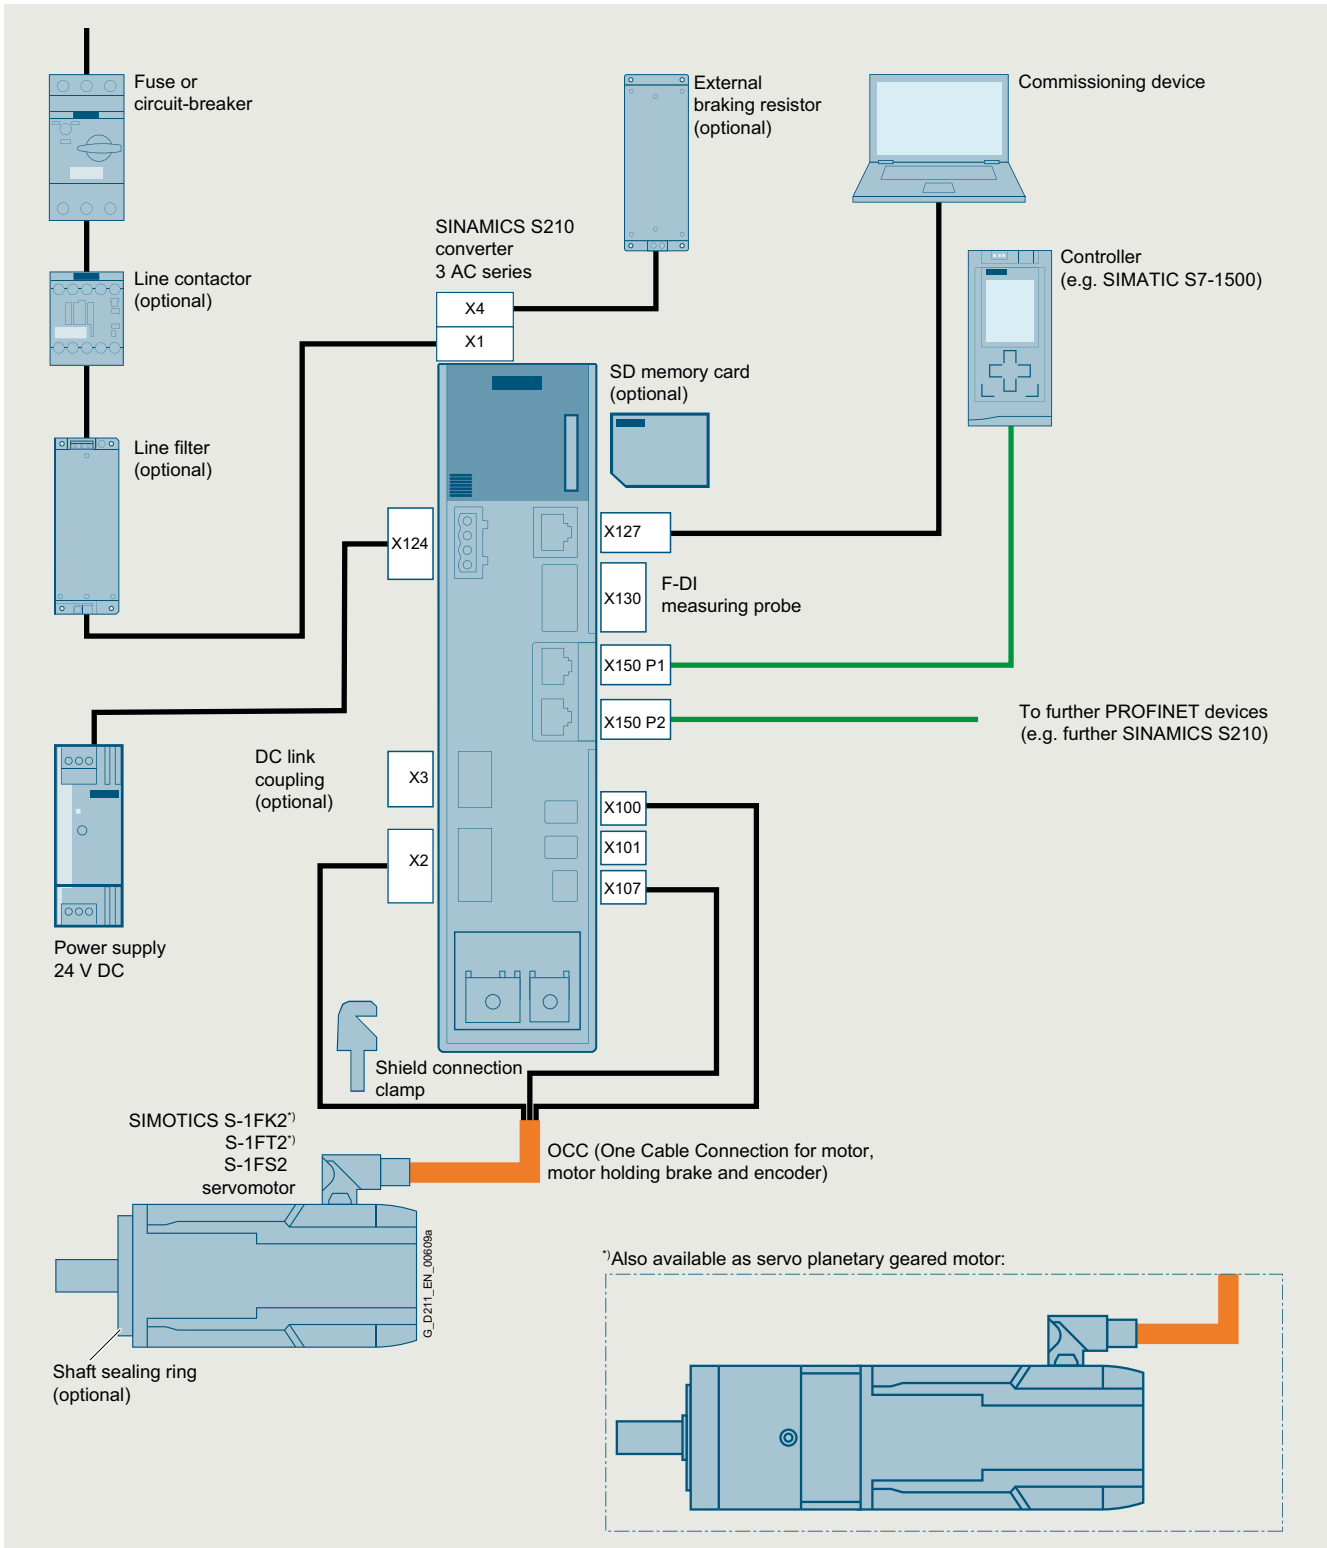 Fuse or
circuit-breaker
External
braking resistor
(optional)
Commissioning device
SINAMICS S210
converter
3 AC series
Controller
(e.g. SIMATIC S7-1500)
Line contactor
(optional)
X4
X1
SD memory card
(optional)
Line filter
(optional)
X124
X127
X130
F-DI
measuring probe
X150 P1
X150 P2
To further PROFINET devices
(e.g. further SINAMICS S210)
DC link
coupling
(optional)
X3
X100
X101
X2
X107
Power supply
24 V DC
Shield connection
clamp
SIMOTICS S-1FK2*)
S-1FT2*)
S-1FS2
servomotor
OCC (One Cable Connection for motor,
motor holding brake and encoder)
G_D211_EN_00609a
*)Also available as servo planetary geared motor:
Shaft sealing ring
(optional)